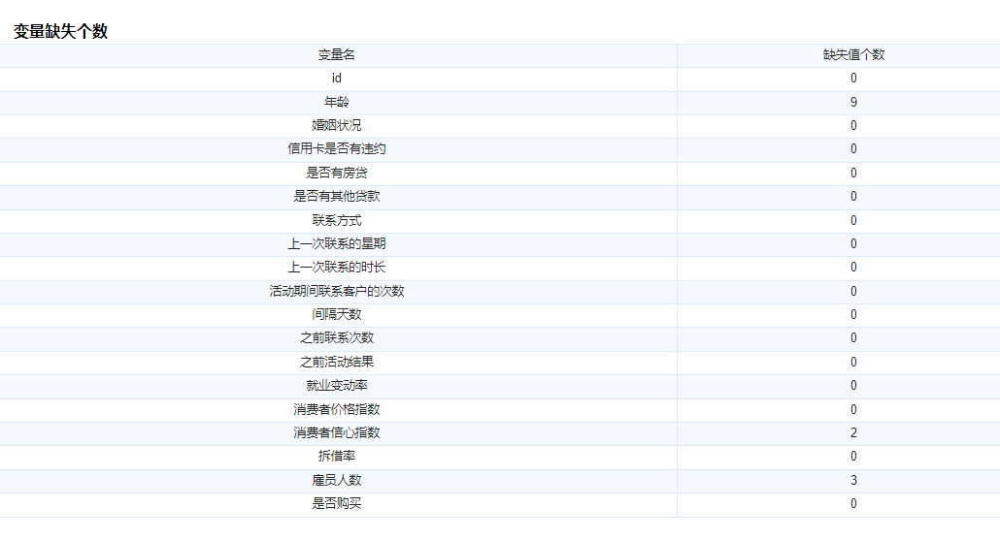 变量缺失个数
变量名 缺失值个数
id 0
年龄 9
婚姻状况 0
信用卡是否有违约 0
是否有房贷 0
是否有其他贷款 0
联系方式 0
上一次联系的星期 0
上一次联系的时长 0
活动期间联系客户的次数 0
间隔天数 0
之前联系次数 0
之前活动结果 0
就业变动率 0
消费者价格指数 0
消费者信心指数 2
拆借率 0
雇员人数 3
是否购买 0